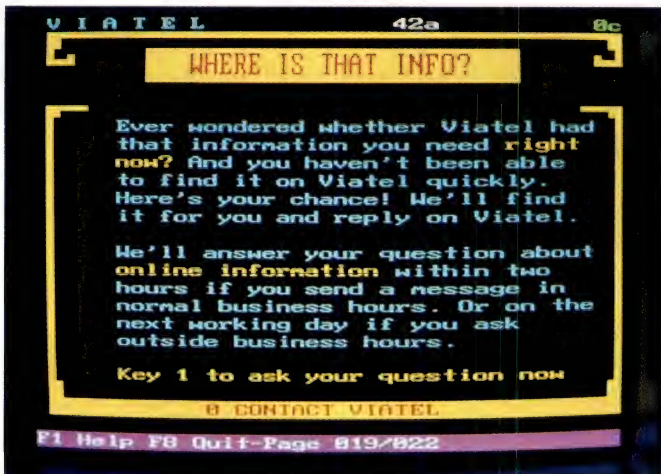 VIATEL 42a 0c
WHERE IS THAT INFO?
Ever wondered whether Viatel had
that information you need right
now? And you haven't been able
to find it on Viatel quickly.
Here's your chance! We'll find
it for you and reply on Viatel.
We'll answer your question about
online information within two
hours if you send a message in
normal business hours. Or on the
next working day if you ask
outside business hours.
Key 1 to ask your question now
0 CONTACT VIATEL
F1 Help F8 Quit-Page 019/022